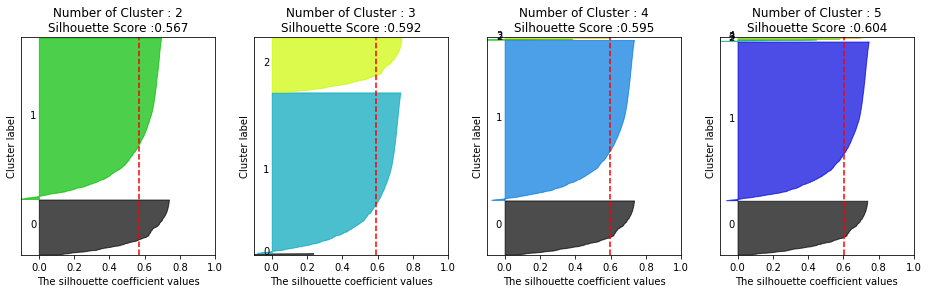 Number of Cluster : 2
Silhouette Score :0.567
Cluster label
1
0
0.0 0.2 0.4 0.6 0.8 1.0
The silhouette coefficient values
Number of Cluster : 3
Silhouette Score :0.592
Cluster label
2
1
0
0.0 0.2 0.4 0.6 0.8 1.0
The silhouette coefficient values
Number of Cluster : 4
Silhouette Score :0.595
Cluster label
1
0
0.0 0.2 0.4 0.6 0.8 1.0
The silhouette coefficient values
Number of Cluster : 5
Silhouette Score :0.604
Cluster label
1
0
0.0 0.2 0.4 0.6 0.8 1.0
The silhouette coefficient values